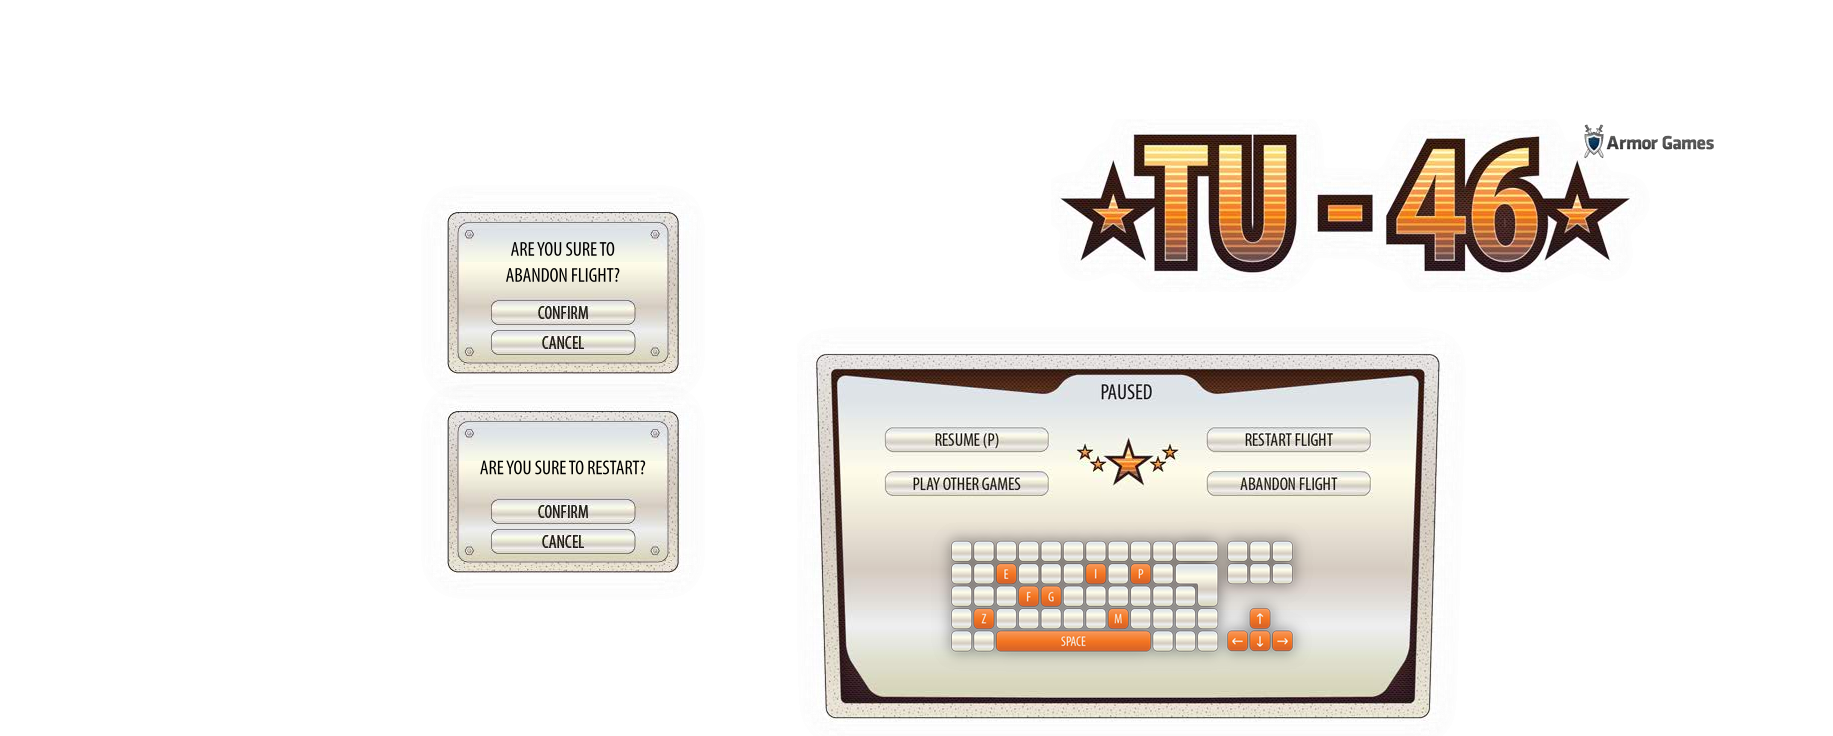 TU - 46
Armor Games
ARE YOU SURE TO
ABANDON FLIGHT?
CONFIRM
CANCEL
ARE YOU SURE TO RESTART?
CONFIRM
CANCEL
PAUSED
RESUME (P)
RESTART FLIGHT
PLAY OTHER GAMES
ABANDON FLIGHT
E I P
F G
Z M
↑
SPACE
← ↓ →